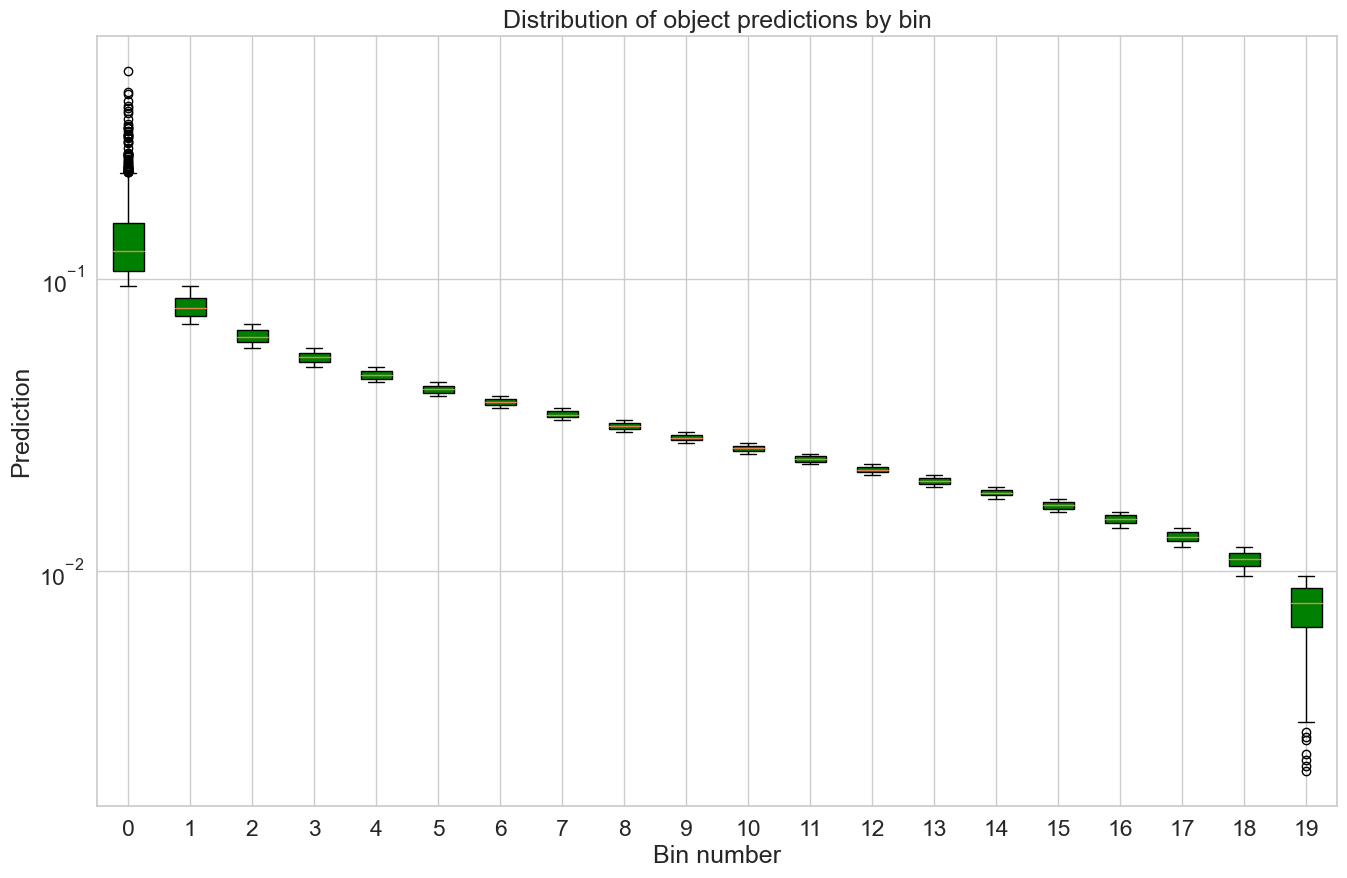 Distribution of object predictions by bin
Prediction
10⁻¹
10⁻²
0 1 2 3 4 5 6 7 8 9 10 11 12 13 14 15 16 17 18 19
Bin number